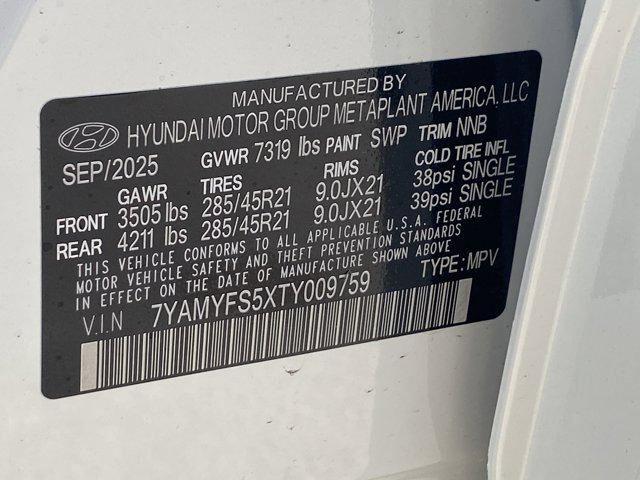 MANUFACTURED BY
HYUNDAI MOTOR GROUP METAPLANT AMERICA, LLC
SEP/2025 GVWR 7319 lbs PAINT SWP TRIM NNB
GAWR TIRES RIMS COLD TIRE INFL
FRONT 3505 lbs 285/45R21 9.0JX21 38psi SINGLE
REAR 4211 lbs 285/45R21 9.0JX21 39psi SINGLE
THIS VEHICLE CONFORMS TO ALL APPLICABLE U.S.A. FEDERAL
MOTOR VEHICLE SAFETY AND THEFT PREVENTION STANDARDS
IN EFFECT ON THE DATE OF MANUFACTURE SHOWN ABOVE
V.I.N 7YAMYFS5XTY009759 TYPE: MPV